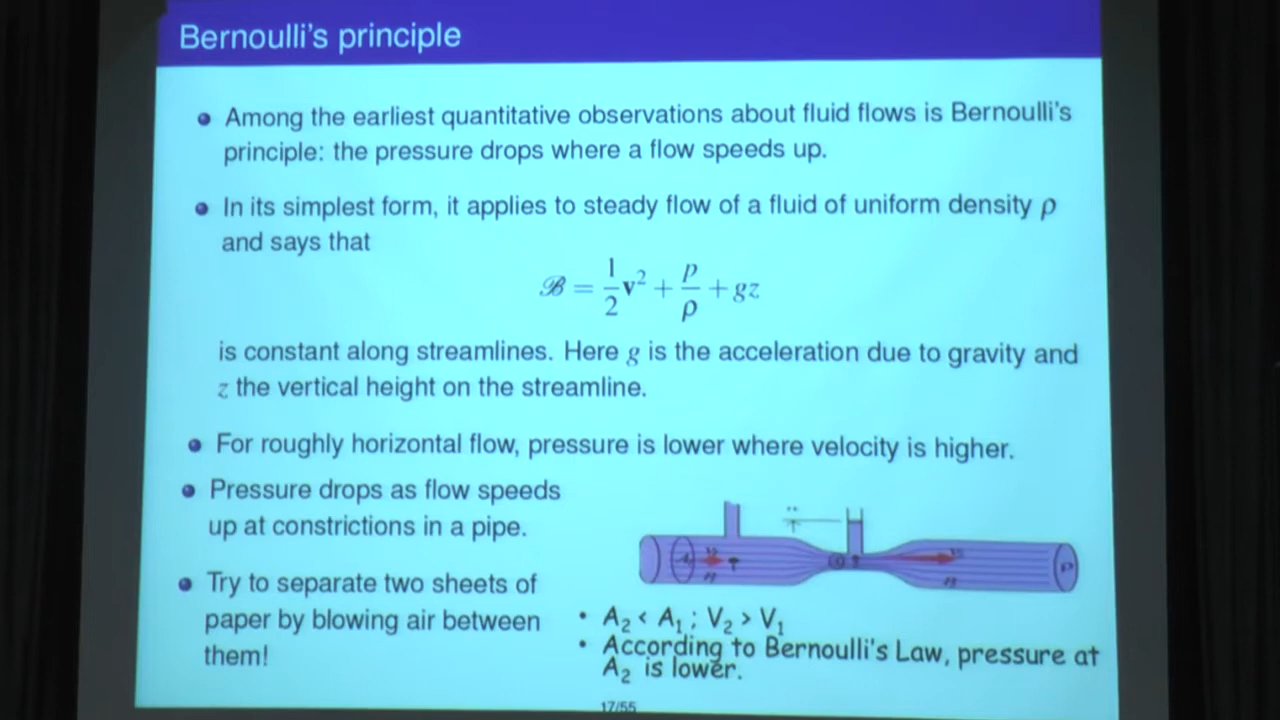 Bernoulli's principle
Among the earliest quantitative observations about fluid flows is Bernoulli's
principle: the pressure drops where a flow speeds up.
In its simplest form, it applies to steady flow of a fluid of uniform density ρ
and says that
ℬ = 1/2 v² + p/ρ + gz
is constant along streamlines. Here g is the acceleration due to gravity and
z the vertical height on the streamline.
For roughly horizontal flow, pressure is lower where velocity is higher.
Pressure drops as flow speeds
up at constrictions in a pipe.
Try to separate two sheets of
paper by blowing air between
them!
• A₂ < A₁ ; V₂ > V₁
• According to Bernoulli's Law, pressure at
A₂ is lower.
17/55